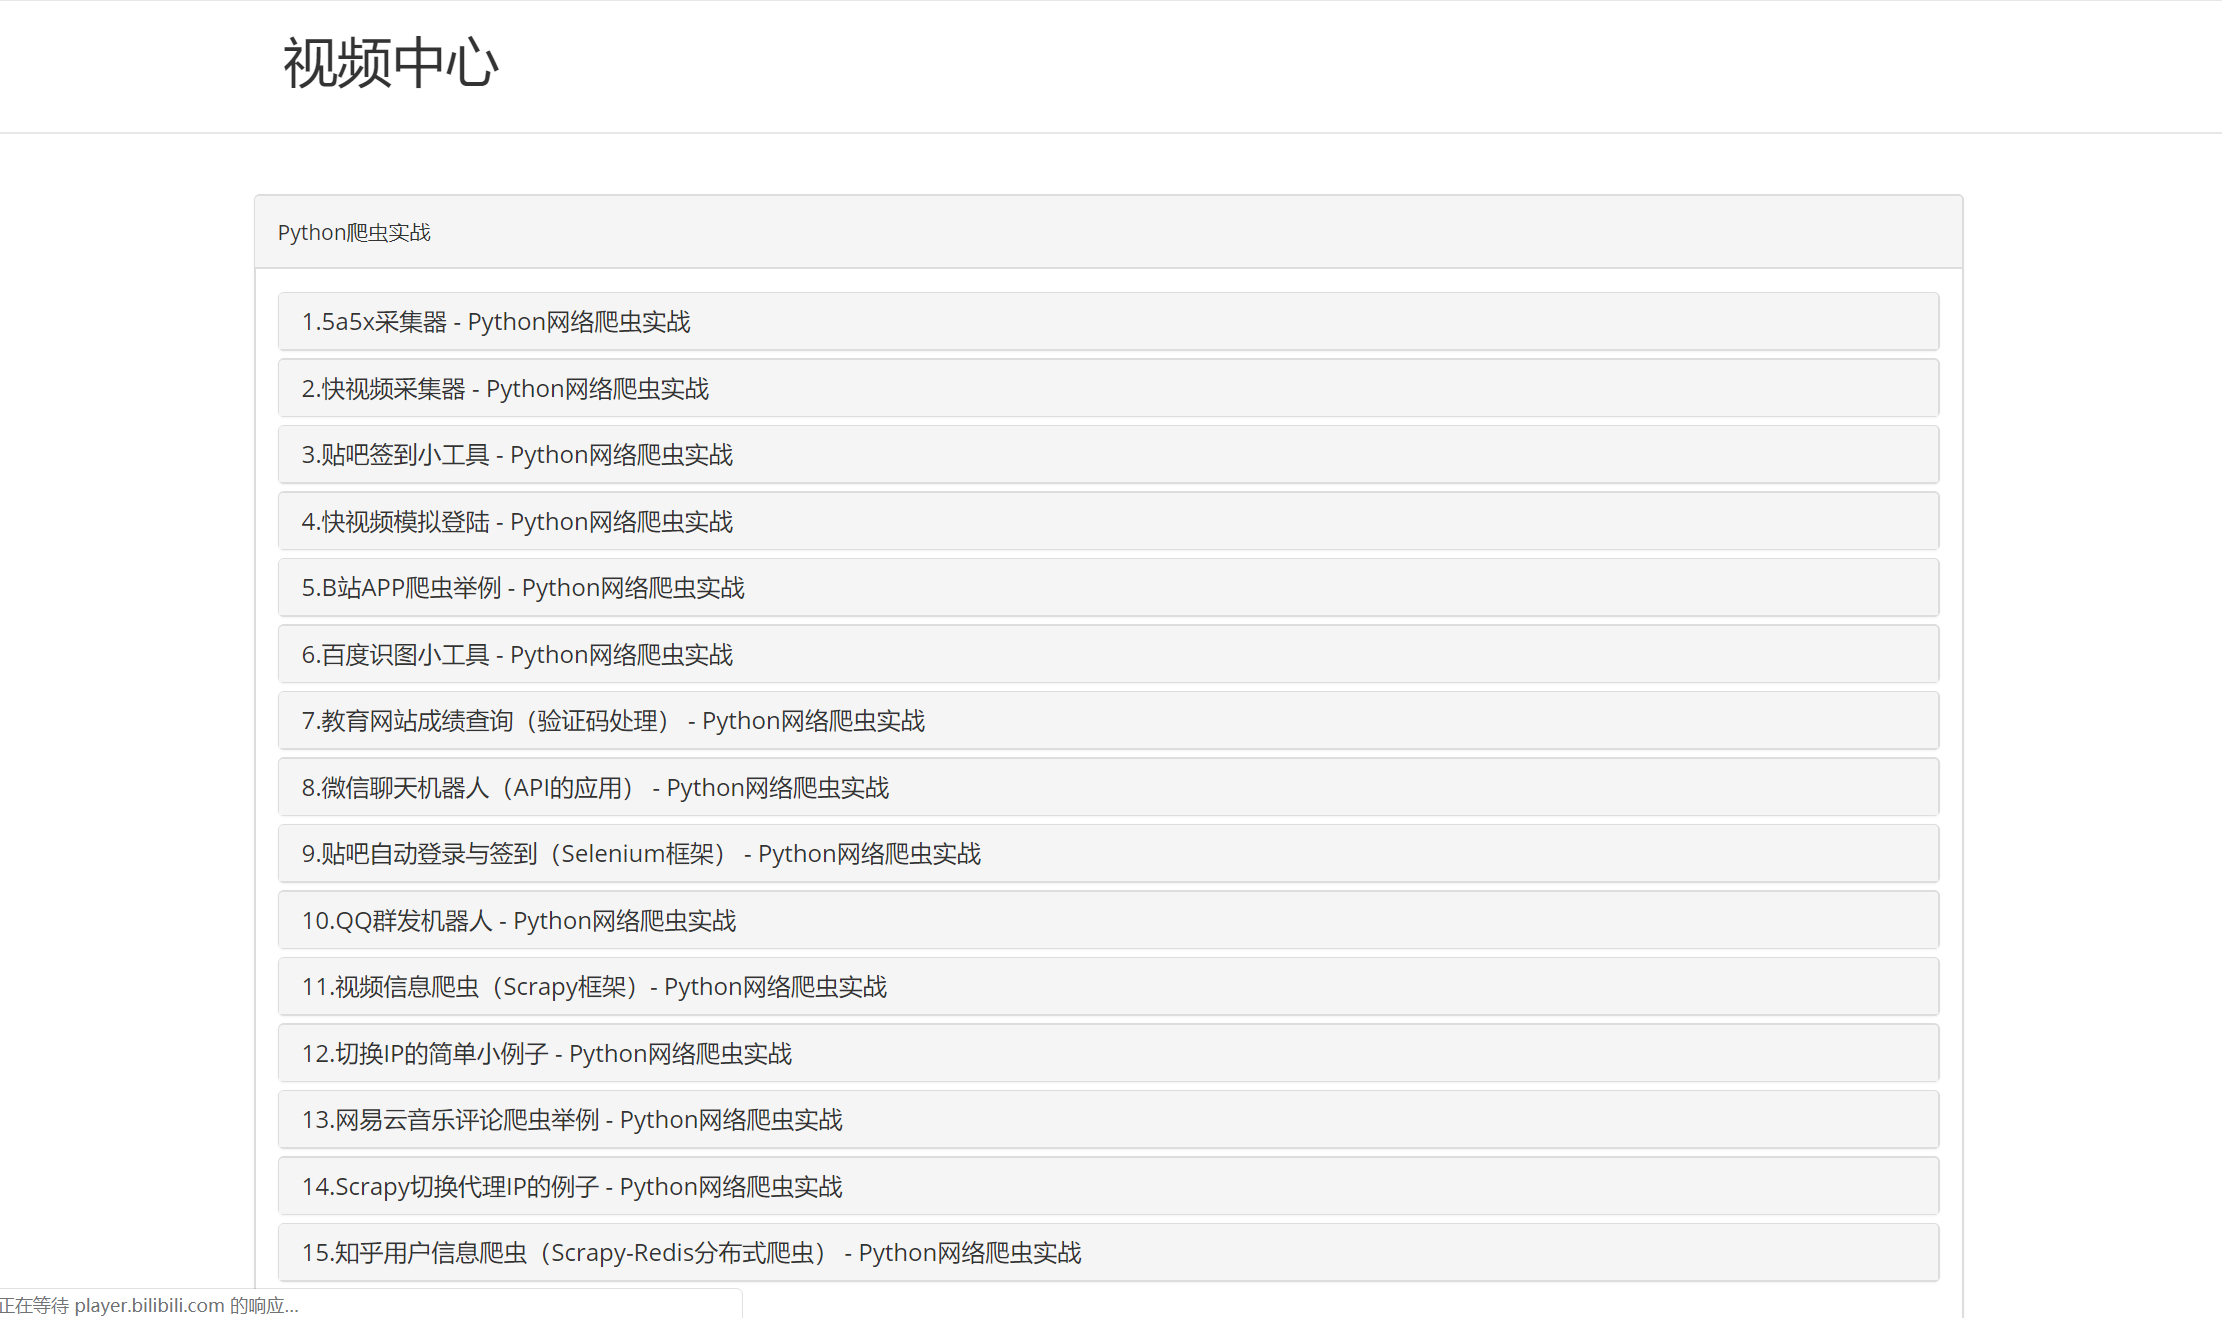 视频中心
Python爬虫实战
1.5a5x采集器 - Python网络爬虫实战
2.快视频采集器 - Python网络爬虫实战
3.贴吧签到小工具 - Python网络爬虫实战
4.快视频模拟登陆 - Python网络爬虫实战
5.B站APP爬虫举例 - Python网络爬虫实战
6.百度识图小工具 - Python网络爬虫实战
7.教育网站成绩查询（验证码处理） - Python网络爬虫实战
8.微信聊天机器人（API的应用） - Python网络爬虫实战
9.贴吧自动登录与签到（Selenium框架） - Python网络爬虫实战
10.QQ群发机器人 - Python网络爬虫实战
11.视频信息爬虫（Scrapy框架）- Python网络爬虫实战
12.切换IP的简单小例子 - Python网络爬虫实战
13.网易云音乐评论爬虫举例 - Python网络爬虫实战
14.Scrapy切换代理IP的例子 - Python网络爬虫实战
15.知乎用户信息爬虫（Scrapy-Redis分布式爬虫） - Python网络爬虫实战
正在等待 player.bilibili.com 的响应...